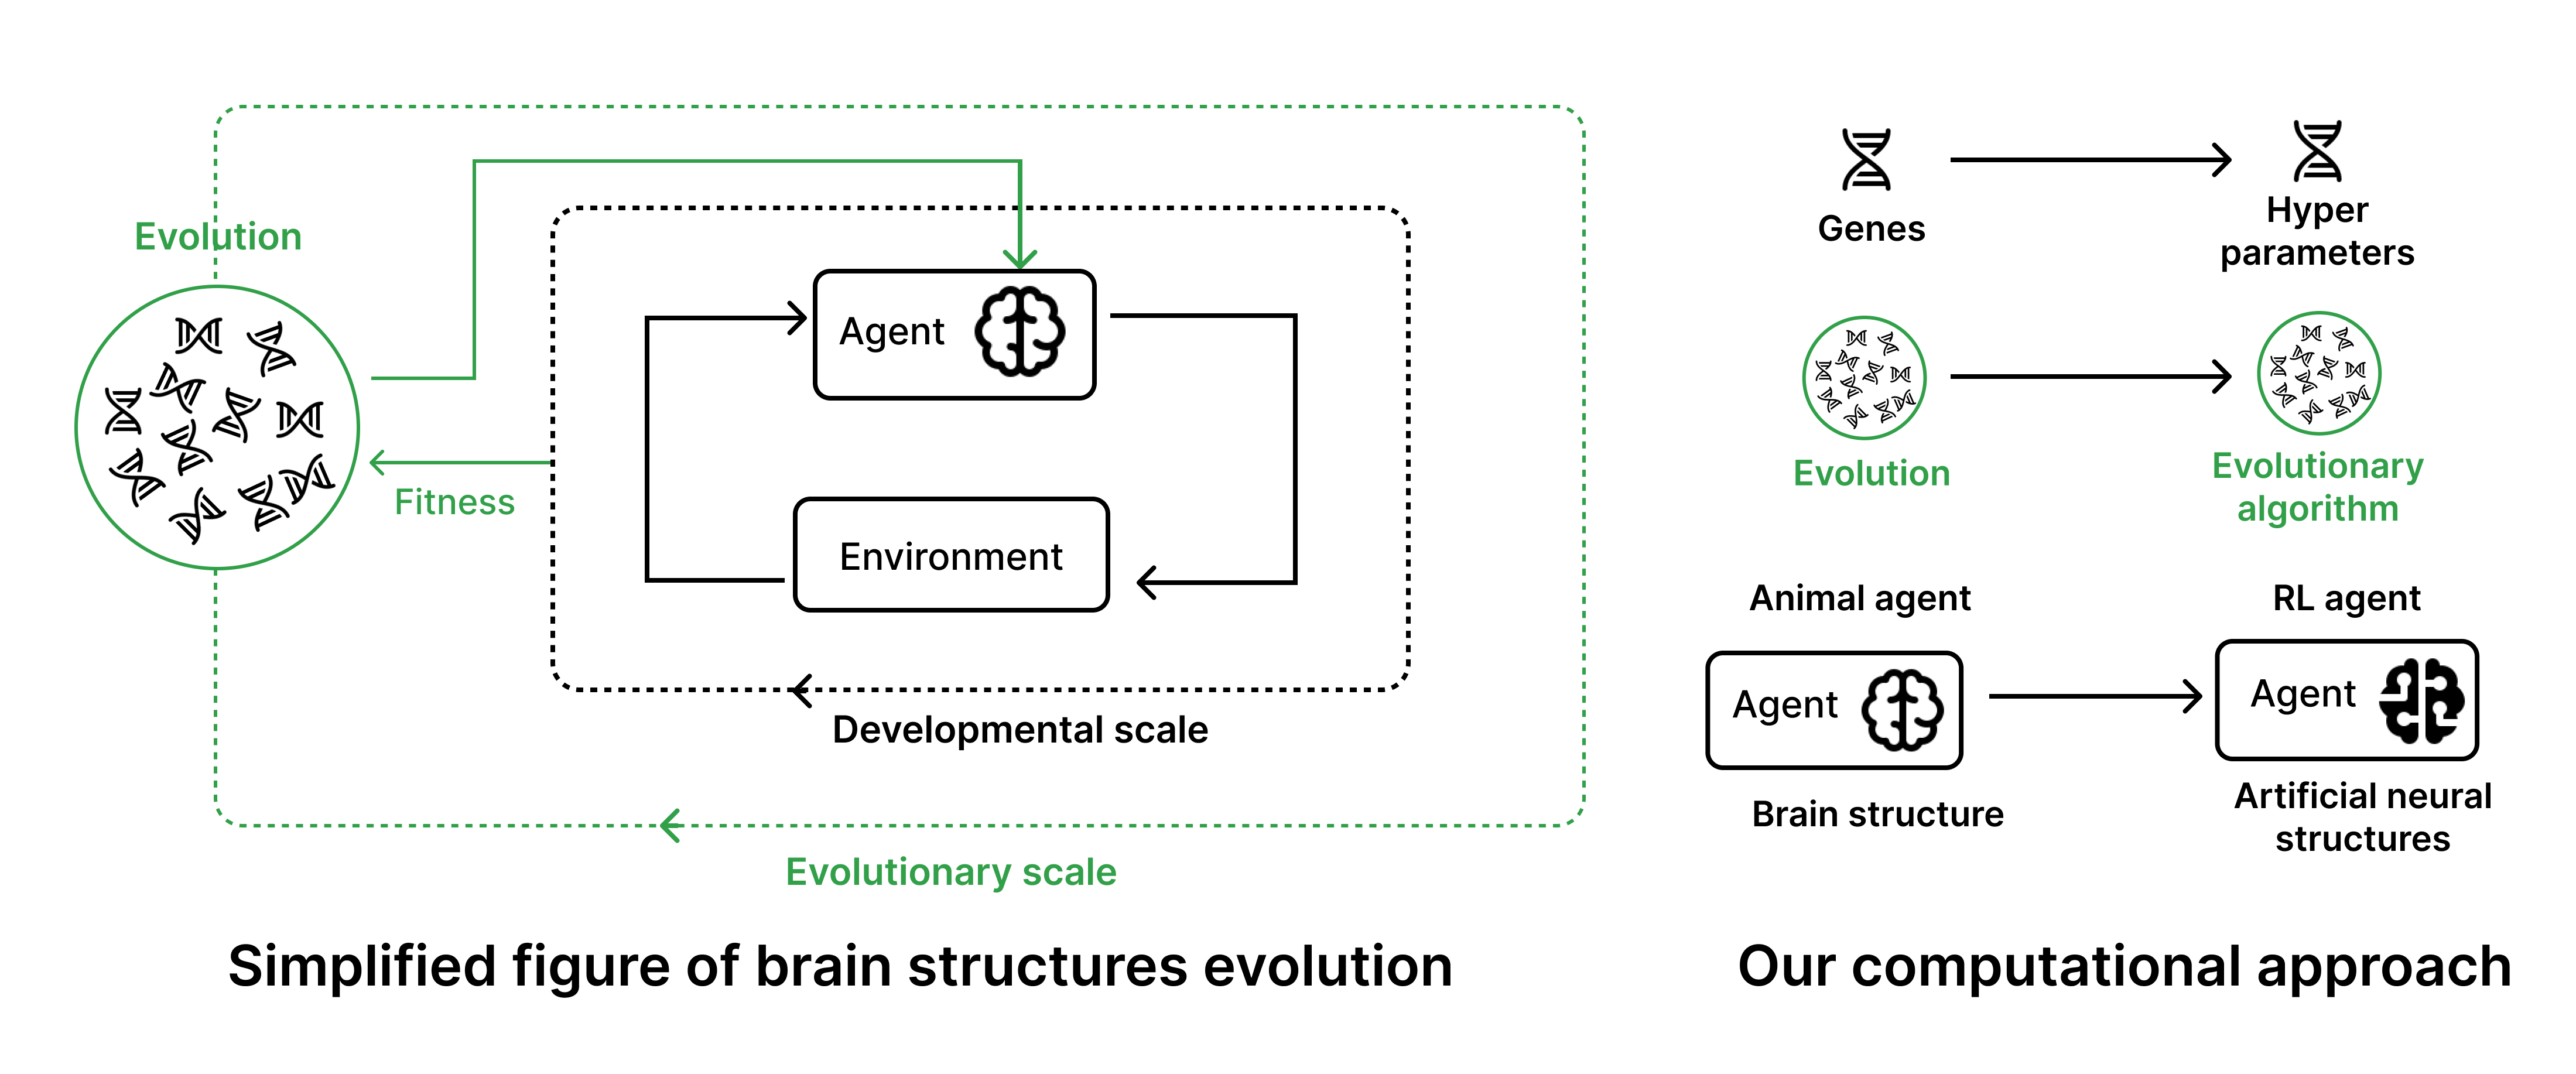 Evolution
Fitness
Agent
Environment
Developmental scale
Evolutionary scale
Simplified figure of brain structures evolution
Genes
Hyper
parameters
Evolution
Evolutionary
algorithm
Animal agent
RL agent
Agent
Agent
Brain structure
Artificial neural
structures
Our computational approach